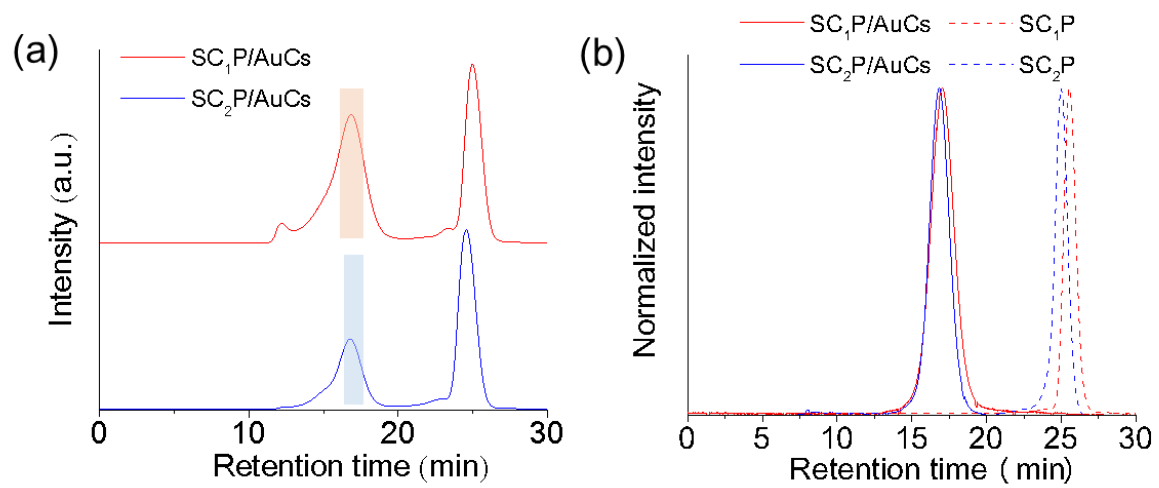 (a)
SC₁P/AuCs
SC₂P/AuCs
Intensity (a.u.)
0 10 20 30
Retention time (min)
(b)
SC₁P/AuCs SC₁P
SC₂P/AuCs SC₂P
Normalized intensity
0 5 10 15 20 25 30
Retention time ( min)